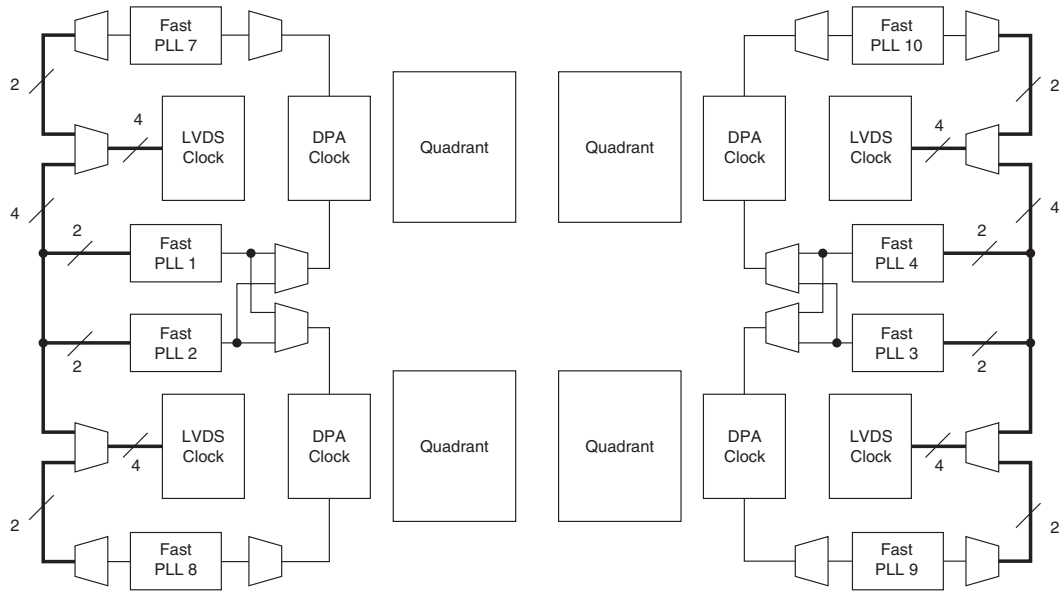 Fast
PLL 7
Fast
PLL 10
2
2
4
LVDS
Clock
DPA
Clock
Quadrant
Quadrant
DPA
Clock
LVDS
Clock
4
4
2
Fast
PLL 1
Fast
PLL 4
2
4
2
Fast
PLL 2
Fast
PLL 3
2
4
LVDS
Clock
DPA
Clock
Quadrant
Quadrant
DPA
Clock
LVDS
Clock
4
2
2
Fast
PLL 8
Fast
PLL 9